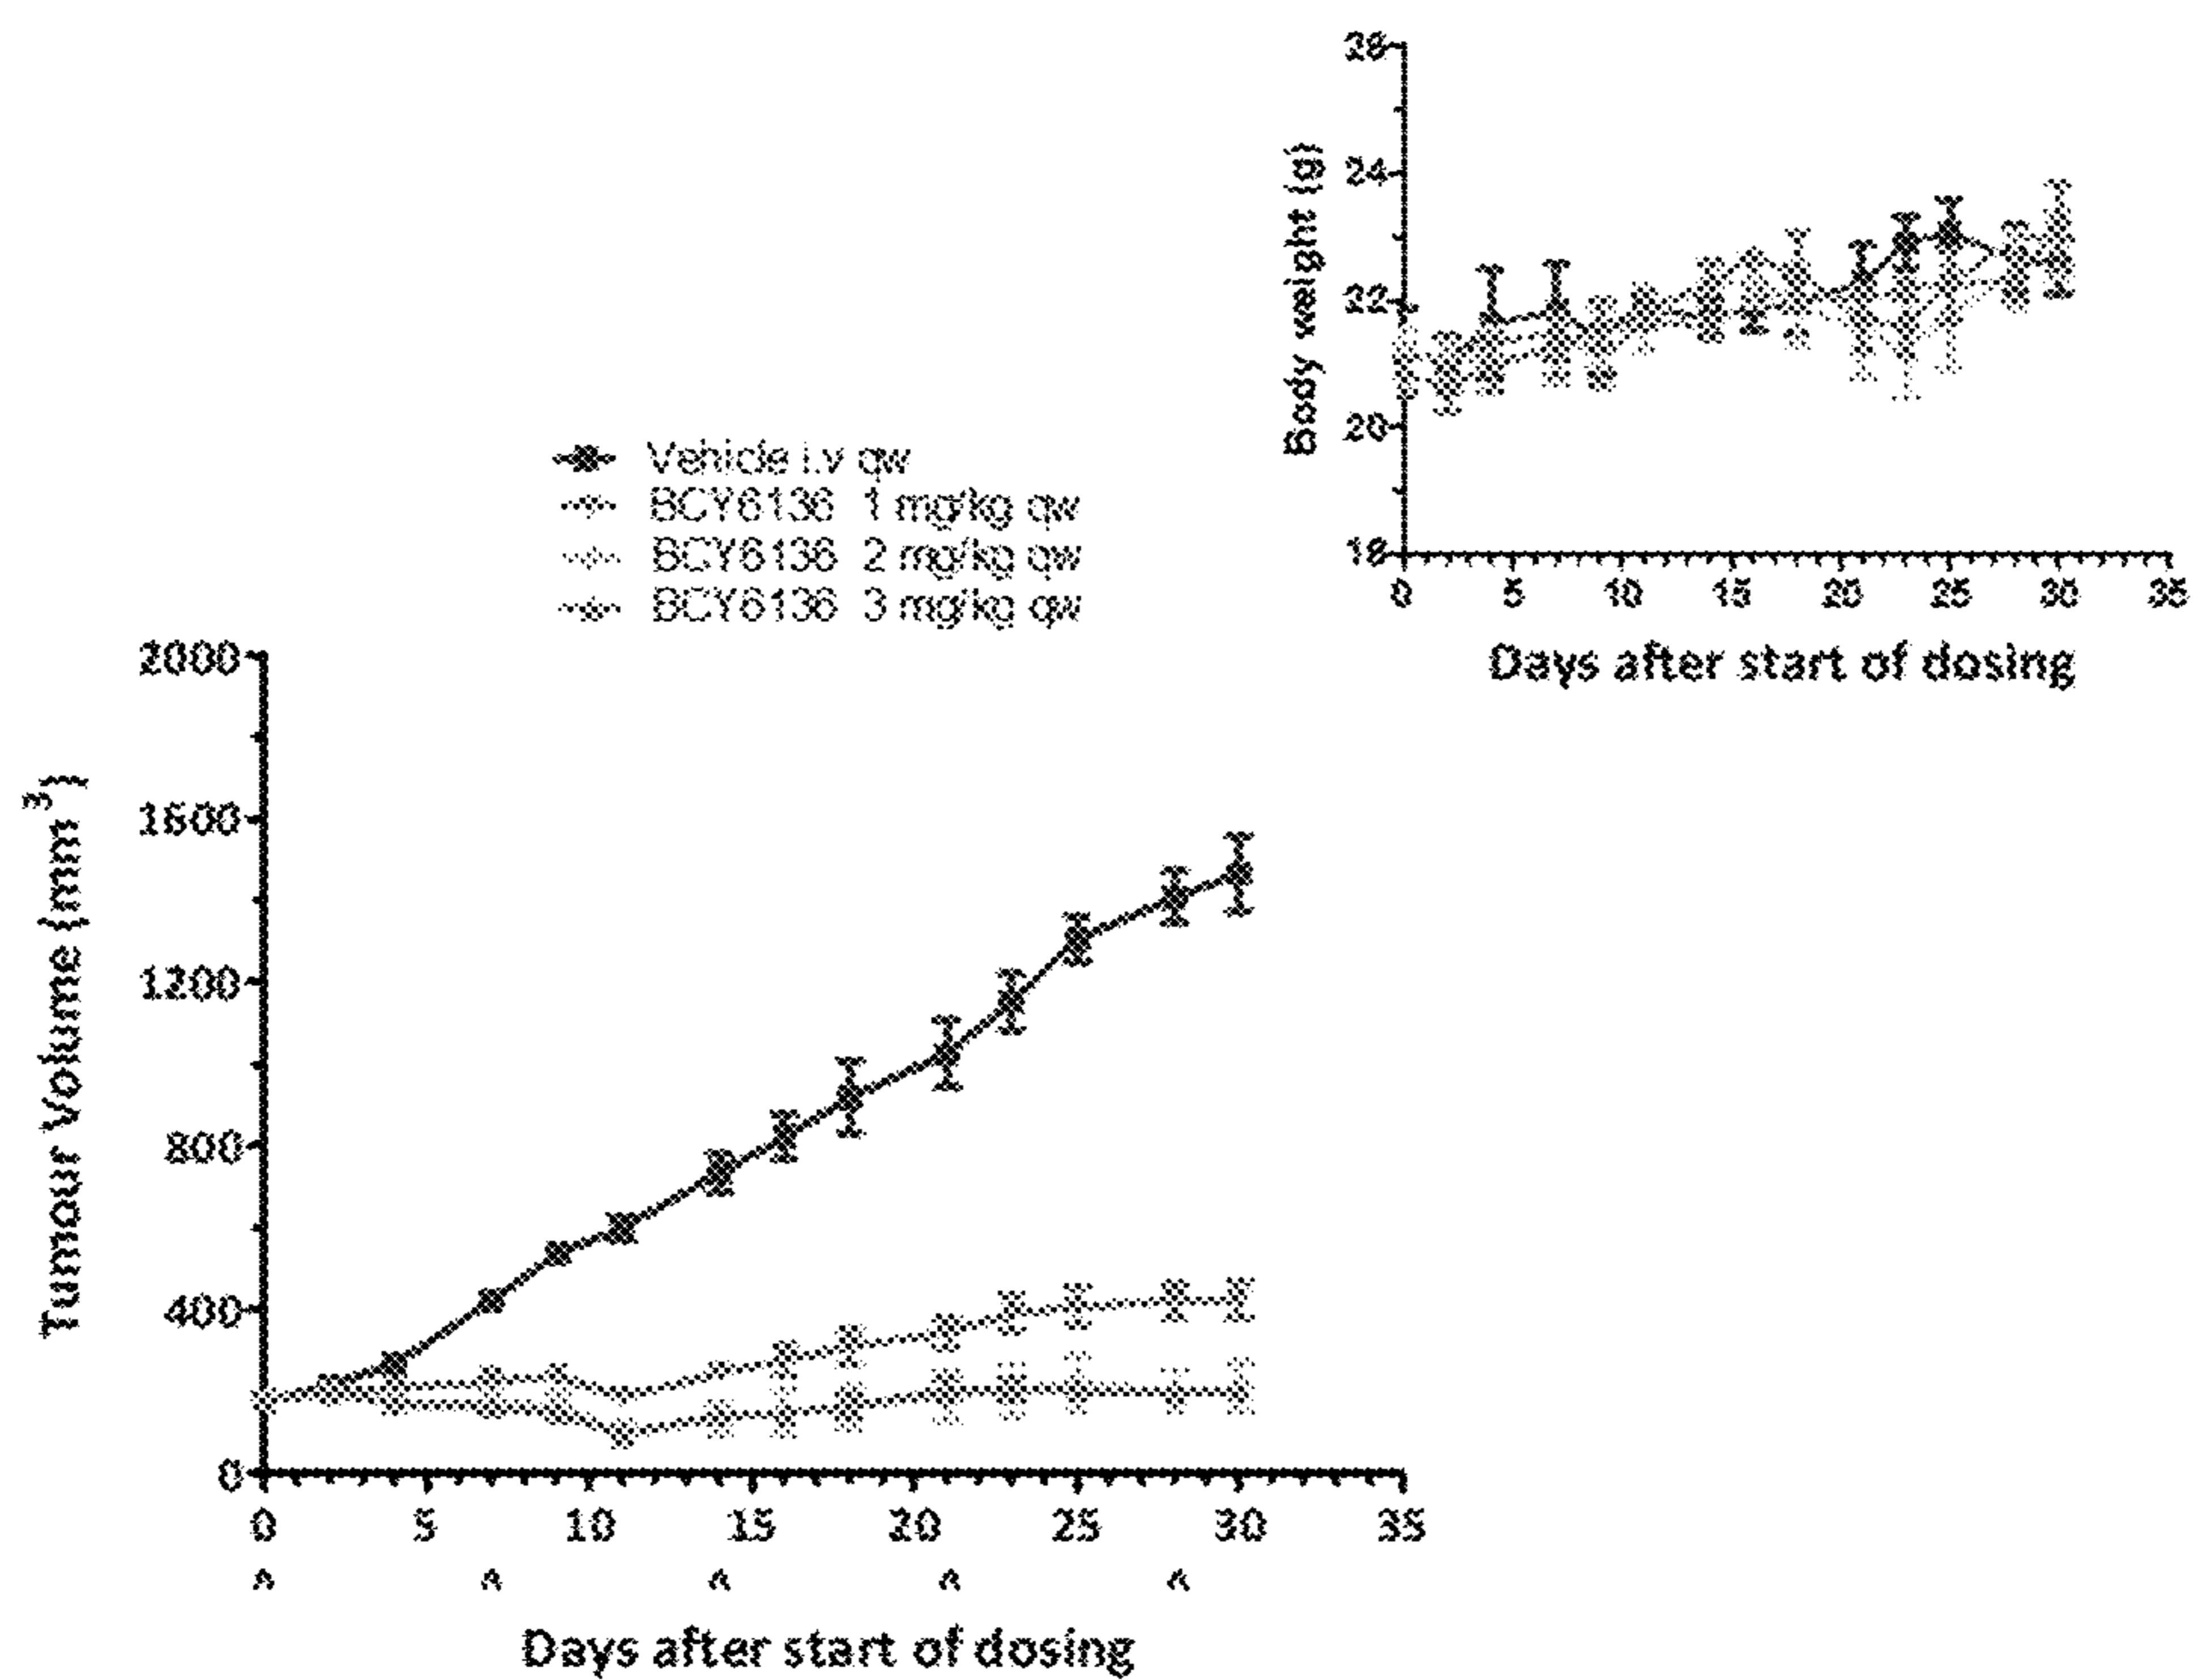 26
24
22
20
18
Body weight (g)
0 5 10 15 20 25 30 35
Days after start of dosing
Vehicle i.v qw
BCY6136 1 mg/kg qw
BCY6136 2 mg/kg qw
BCY6136 3 mg/kg qw
2000
1600
1200
800
400
0
Tumour Volume (mm³)
0 5 10 15 20 25 30 35
^ ^ ^ ^ ^
Days after start of dosing